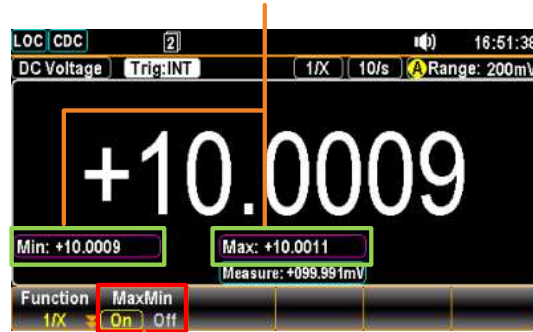 LOC CDC 2 16:51:38
DC Voltage Trig:INT 1/X 10/s A Range: 200mV
+10.0009
Min: +10.0009 Max: +10.0011
Measure: +099.991mV
Function MaxMin
1/X On Off